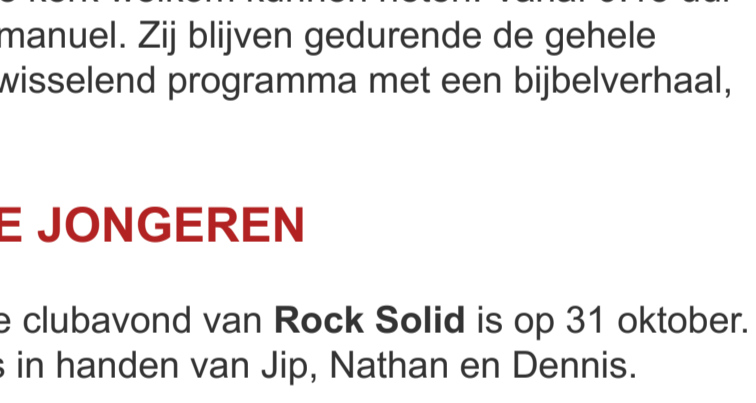 manuel. Zij blijven gedurende de gehele
wisselend programma met een bijbelverhaal,
E JONGEREN
e clubavond van Rock Solid is op 31 oktober.
s in handen van Jip, Nathan en Dennis.